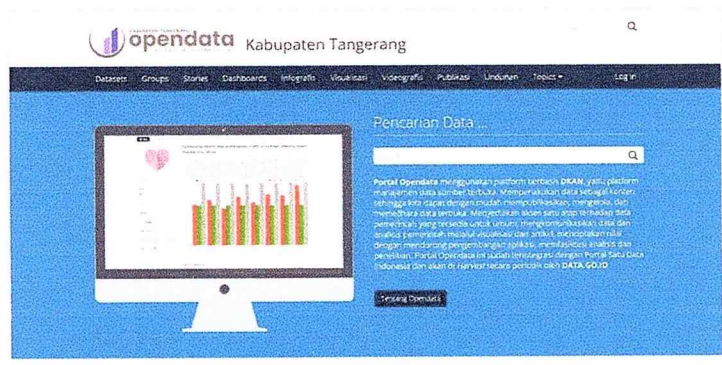 opendata Kabupaten Tangerang
Datasets Groups Stories Dashboards Infografis Visualisasi Videografis Publikasi Unduhan Topics Log in
Pencarian Data ...
Portal Opendata menggunakan platform berbasis DKAN, yaitu platform
manajemen data sumber terbuka. Memperlakukan data sebagai konten
sehingga kita dapat dengan mudah mempublikasikan, mengelola, dan
memelihara data terbuka. Menyediakan akses satu atap terhadap data
pemerintah yang tersedia untuk umum, mengkomunikasikan data dan
analisis pemerintah melalui visualisasi dan artikel, menciptakan nilai
dengan mendorong pengembangan aplikasi, memfasilitasi analisis dan
penelitian. Portal Opendata ini sudah terintegrasi dengan Portal Satu Data
Indonesia dan akan di harvest secara periodik oleh DATA.GO.ID
Tentang Opendata